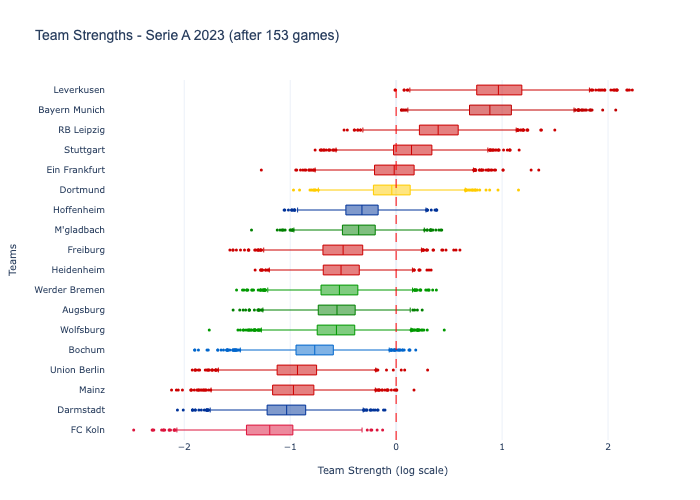 Team Strengths - Serie A 2023 (after 153 games)
Leverkusen
Bayern Munich
RB Leipzig
Stuttgart
Ein Frankfurt
Dortmund
Hoffenheim
M'gladbach
Freiburg
Heidenheim
Werder Bremen
Augsburg
Wolfsburg
Bochum
Union Berlin
Mainz
Darmstadt
FC Koln
Teams
−2 −1 0 1 2
Team Strength (log scale)